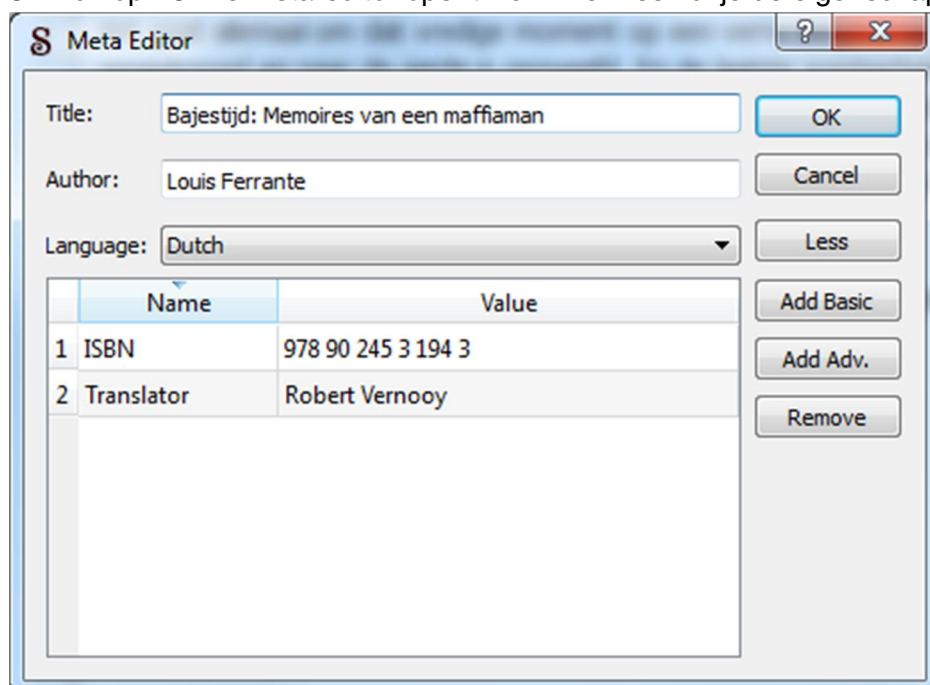 Meta Editor
Title: Bajestijd: Memoires van een maffiaman OK
Author: Louis Ferrante Cancel
Language: Dutch Less
Name Value Add Basic
1 ISBN 978 90 245 3 194 3 Add Adv.
2 Translator Robert Vernooy
Remove